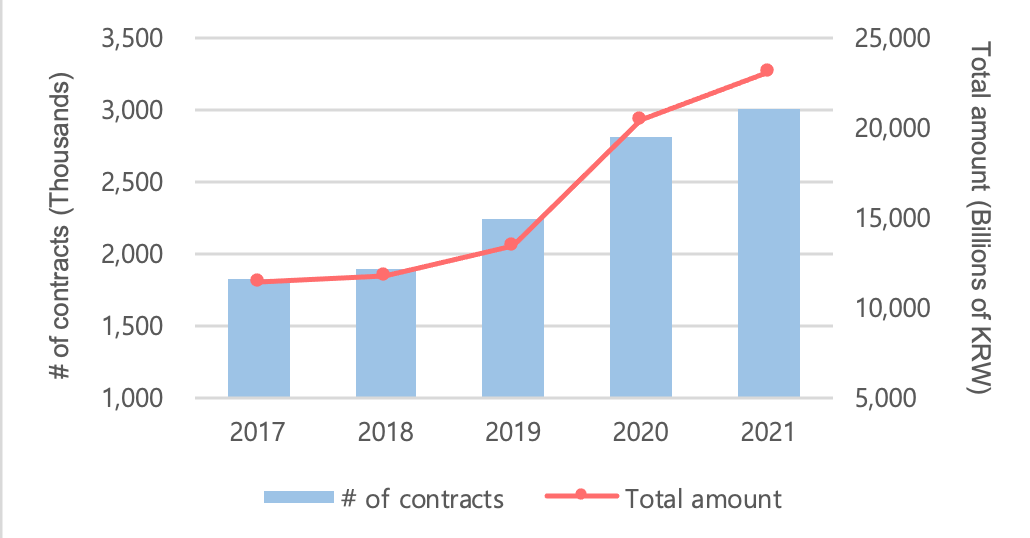 # of contracts (Thousands)
3,500
3,000
2,500
2,000
1,500
1,000
25,000
20,000
15,000
10,000
5,000
Total amount (Billions of KRW)
2017 2018 2019 2020 2021
# of contracts Total amount